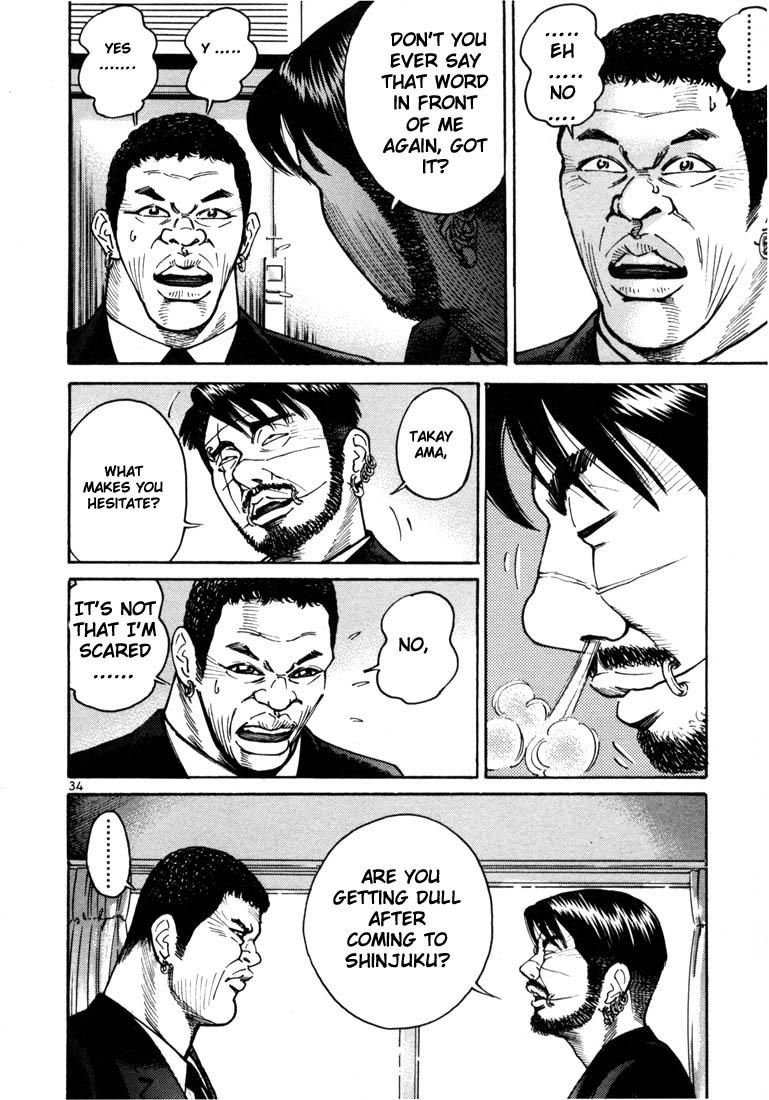 .........
.....
EH
.....
NO
....
DON'T YOU
EVER SAY
THAT WORD
IN FRONT
OF ME
AGAIN, GOT
IT?
Y .....
YES
.......
TAKAY
AMA,
WHAT
MAKES YOU
HESITATE?
NO,
IT'S NOT
THAT I'M
SCARED
......
34
ARE YOU
GETTING DULL
AFTER
COMING TO
SHINJUKU?
.........